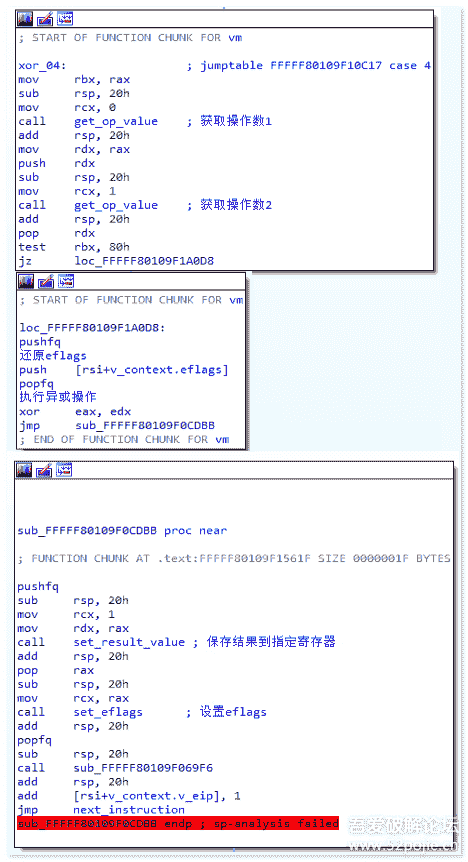 ; START OF FUNCTION CHUNK FOR vm
xor_04: ; jumptable FFFFF80109F10C17 case 4
mov rbx, rax
sub rsp, 20h
mov rcx, 0
call get_op_value ; 获取操作数1
add rsp, 20h
mov rdx, rax
push rdx
sub rsp, 20h
mov rcx, 1
call get_op_value ; 获取操作数2
add rsp, 20h
pop rdx
test rbx, 80h
jz loc_FFFFF80109F1A0D8
; START OF FUNCTION CHUNK FOR vm
loc_FFFFF80109F1A0D8:
pushfq
还原eflags
push [rsi+v_context.eflags]
popfq
执行异或操作
xor eax, edx
jmp sub_FFFFF80109F0CDBB
; END OF FUNCTION CHUNK FOR vm
sub_FFFFF80109F0CDBB proc near
; FUNCTION CHUNK AT .text:FFFFF80109F1561F SIZE 0000001F BYTES
pushfq
sub rsp, 20h
mov rcx, 1
mov rdx, rax
call set_result_value ; 保存结果到指定寄存器
add rsp, 20h
pop rax
sub rsp, 20h
mov rcx, rax
call set_eflags ; 设置eflags
add rsp, 20h
popfq
sub rsp, 20h
call sub_FFFFF80109F069F6
add rsp, 20h
add [rsi+v_context.v_eip], 1
jmp next_instruction
sub_FFFFF80109F0CDBB endp ; sp-analysis failed
吾爱破解论坛
www.52pojie.cn